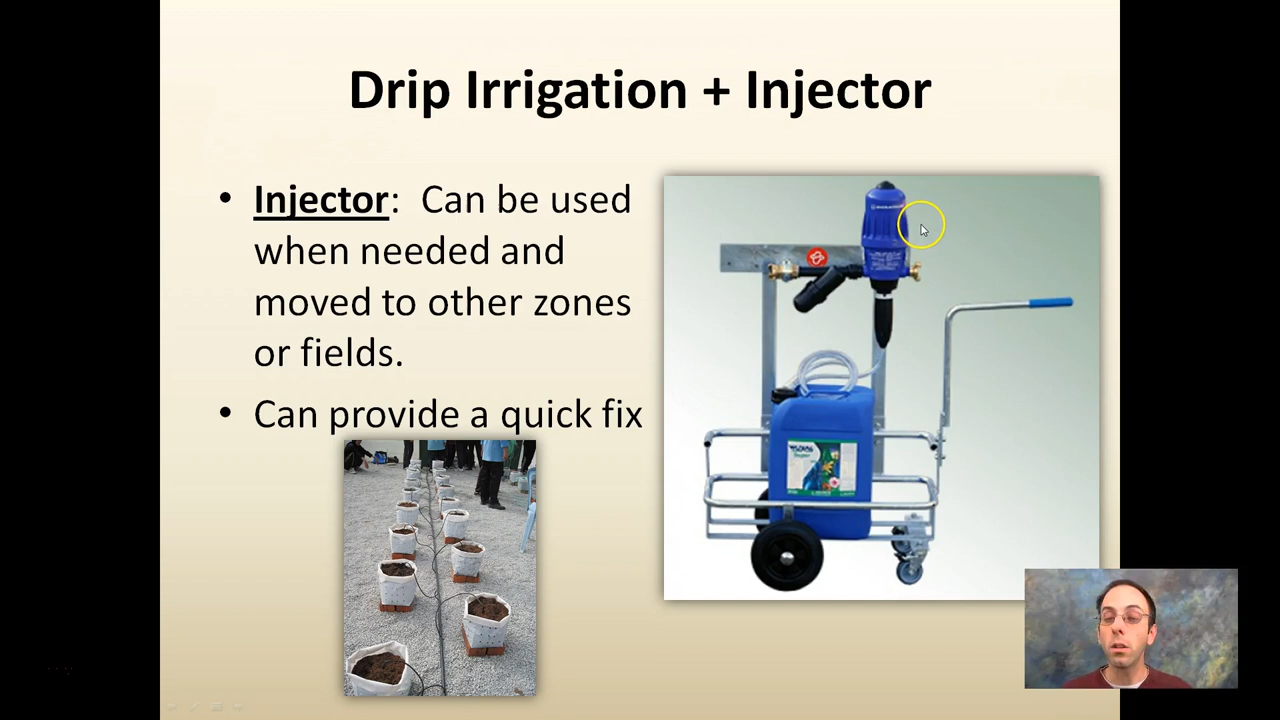 Drip Irrigation + Injector
• Injector: Can be used
when needed and
moved to other zones
or fields.
• Can provide a quick fix